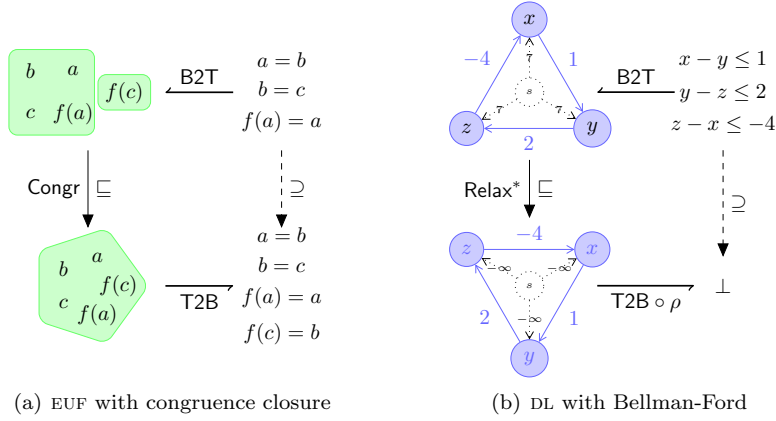 b a
f(c)
c f(a)
B2T
a = b
b = c
f(a) = a
Congr ⊑
⊇
b a
f(c)
c f(a)
T2B
a = b
b = c
f(a) = a
f(c) = b
(a) EUF with congruence closure
x
−4 1
7
s
7 7
z y
2
B2T
x − y ≤ 1
y − z ≤ 2
z − x ≤ −4
Relax* ⊑
⊇
z −4 x
−∞ −∞
s
2 −∞ 1
y
T2B ∘ ρ
⊥
(b) DL with Bellman-Ford